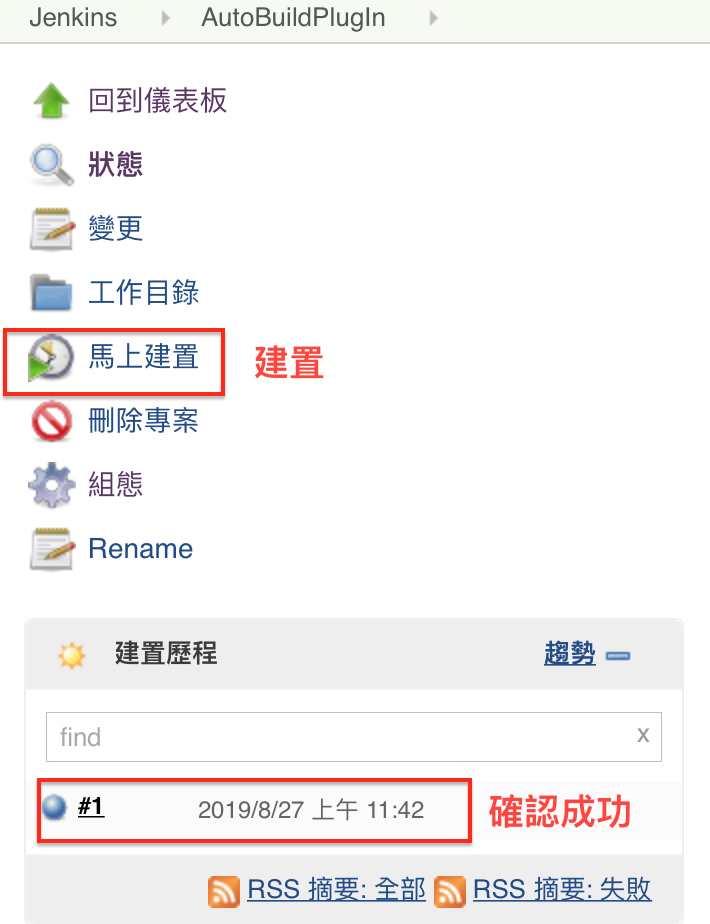 Jenkins AutoBuildPlugIn
回到儀表板
狀態
變更
工作目錄
馬上建置 建置
刪除專案
組態
Rename
建置歷程 趨勢
find x
#1 2019/8/27 上午 11:42 確認成功
RSS 摘要: 全部 RSS 摘要: 失敗